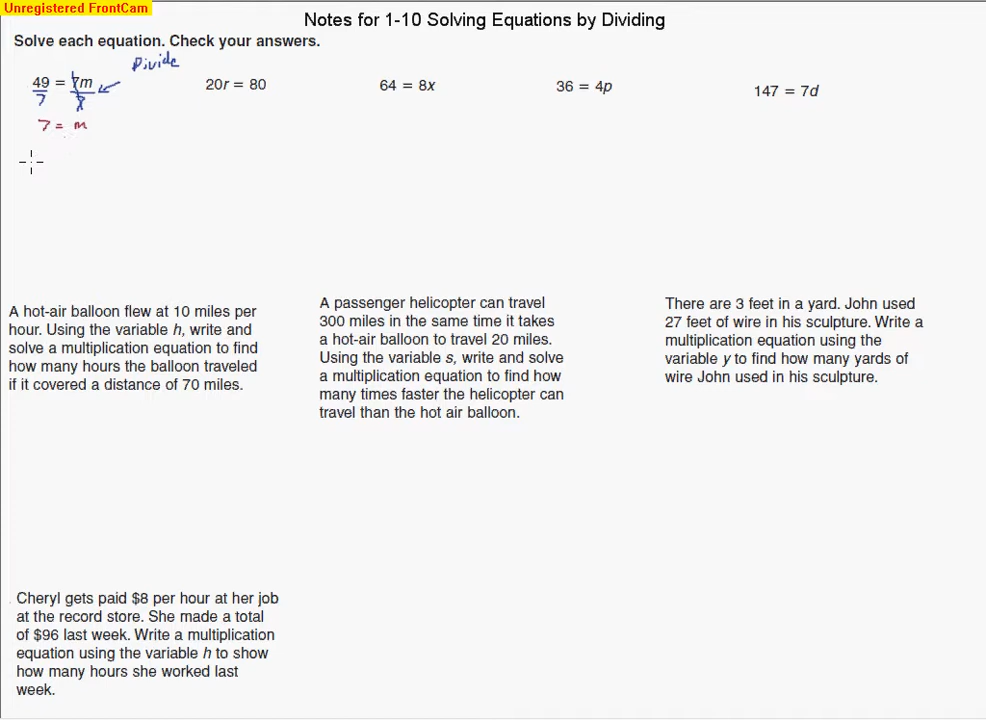 Unregistered FrontCam
Notes for 1-10 Solving Equations by Dividing
Solve each equation. Check your answers.
Divide
49 = 7m
7 7
7 = m
20r = 80
64 = 8x
36 = 4p
147 = 7d
A hot-air balloon flew at 10 miles per
hour. Using the variable h, write and
solve a multiplication equation to find
how many hours the balloon traveled
if it covered a distance of 70 miles.
A passenger helicopter can travel
300 miles in the same time it takes
a hot-air balloon to travel 20 miles.
Using the variable s, write and solve
a multiplication equation to find how
many times faster the helicopter can
travel than the hot air balloon.
There are 3 feet in a yard. John used
27 feet of wire in his sculpture. Write a
multiplication equation using the
variable y to find how many yards of
wire John used in his sculpture.
Cheryl gets paid $8 per hour at her job
at the record store. She made a total
of $96 last week. Write a multiplication
equation using the variable h to show
how many hours she worked last
week.